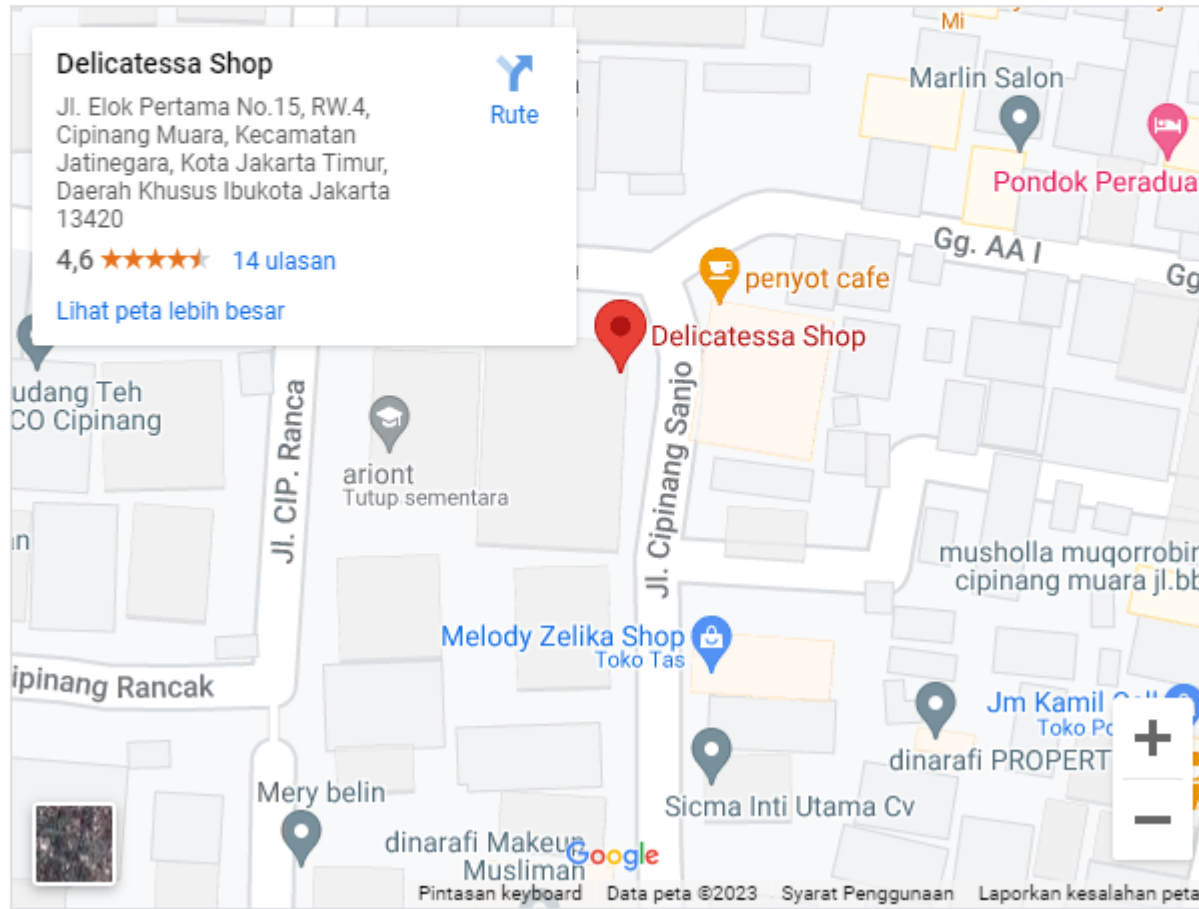 Delicatessa Shop
Jl. Elok Pertama No.15, RW.4,
Cipinang Muara, Kecamatan
Jatinegara, Kota Jakarta Timur,
Daerah Khusus Ibukota Jakarta
13420
4,6
14 ulasan
Lihat peta lebih besar
Rute
Mi
Marlin Salon
Pondok Peradua
Gg. AA I
Gg
penyot cafe
Delicatessa Shop
udang Teh
CO Cipinang
Jl. CIP. Ranca
ariont
Tutup sementara
Jl. Cipinang Sanjo
an
musholla muqorrobin
cipinang muara jl.bb
Melody Zelika Shop
Toko Tas
ipinang Rancak
Jm Kamil Cell
Toko Po
dinarafi PROPERT
Mery belin
Sicma Inti Utama Cv
dinarafi Makeup
Musliman
Google
Pintasan keyboard
Data peta ©2023
Syarat Penggunaan
Laporkan kesalahan peta